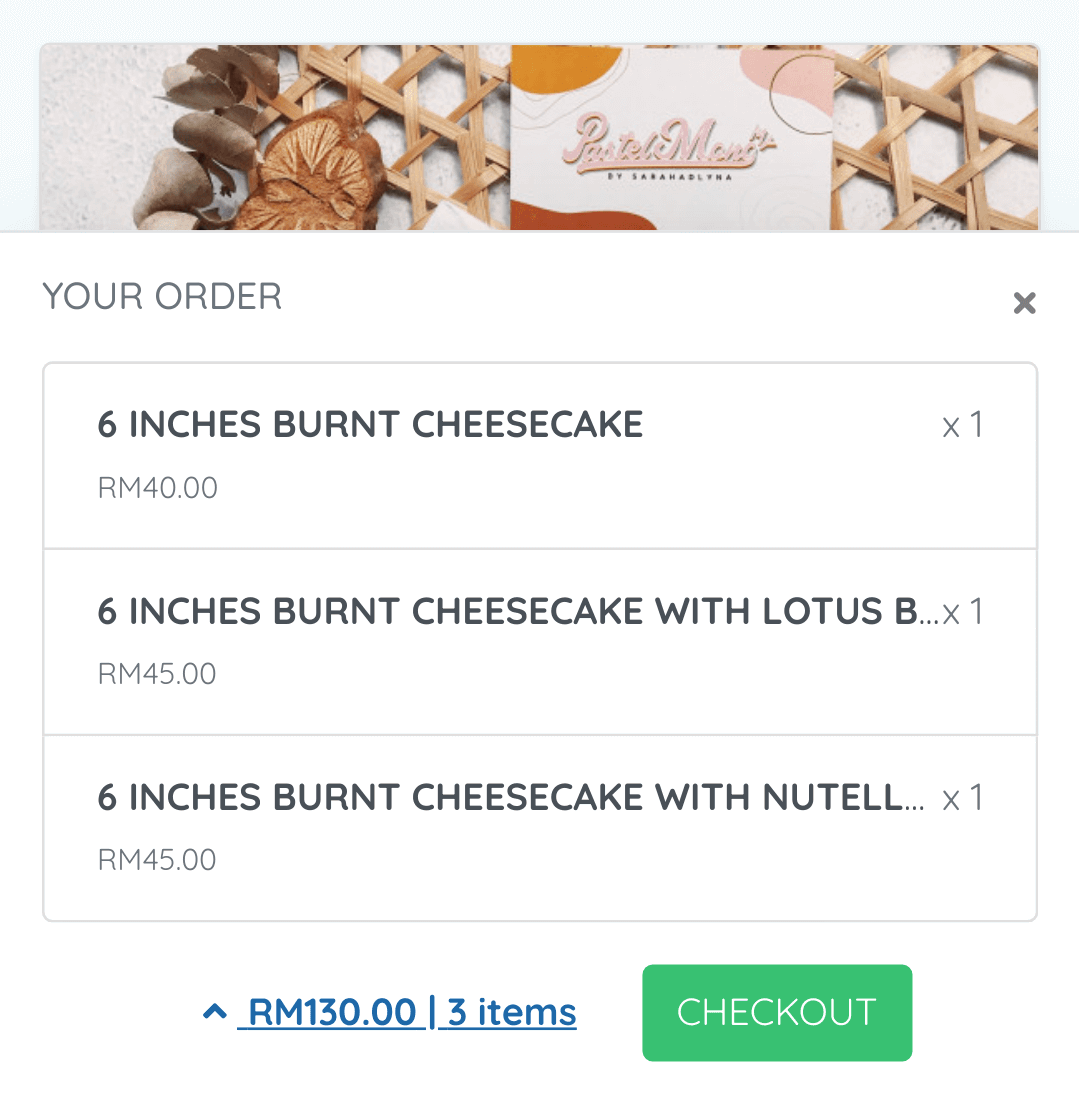 PastelMong
BY SARAHADLYNA
YOUR ORDER
6 INCHES BURNT CHEESECAKE x 1
RM40.00
6 INCHES BURNT CHEESECAKE WITH LOTUS B...x 1
RM45.00
6 INCHES BURNT CHEESECAKE WITH NUTELL... x 1
RM45.00
RM130.00 | 3 items
CHECKOUT